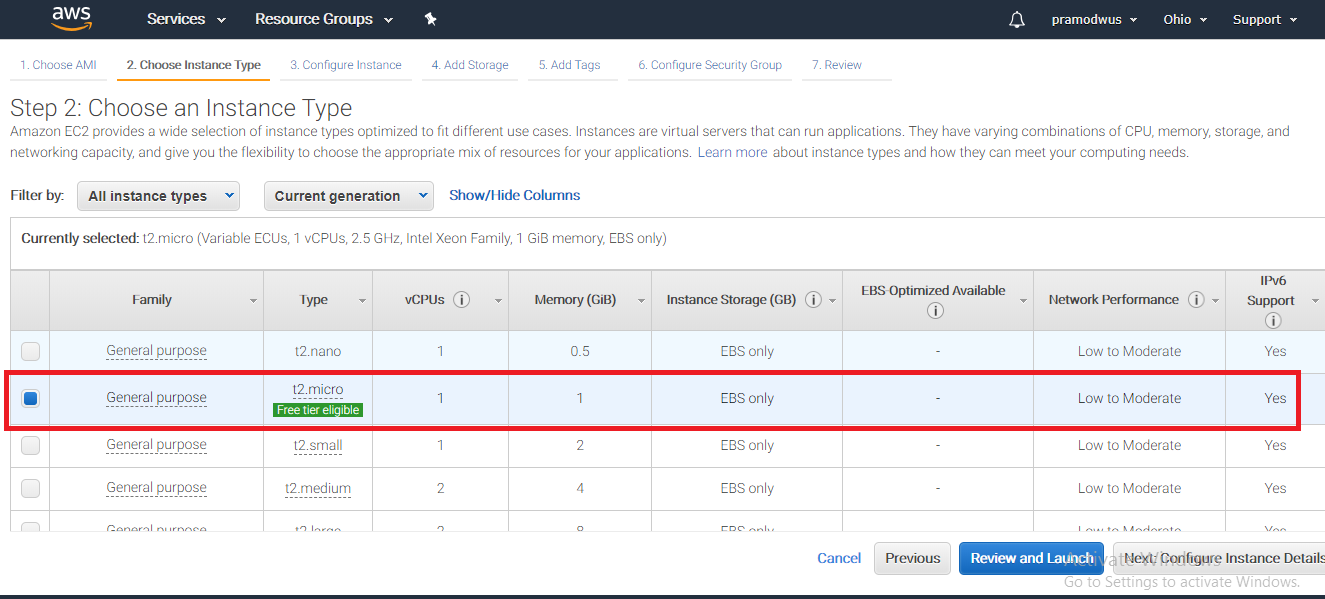 aws Services Resource Groups pramodwus Ohio Support
1. Choose AMI 2. Choose Instance Type 3. Configure Instance 4. Add Storage 5. Add Tags 6. Configure Security Group 7. Review
Step 2: Choose an Instance Type
Amazon EC2 provides a wide selection of instance types optimized to fit different use cases. Instances are virtual servers that can run applications. They have varying combinations of CPU, memory, storage, and
networking capacity, and give you the flexibility to choose the appropriate mix of resources for your applications. Learn more about instance types and how they can meet your computing needs.
Filter by: All instance types Current generation Show/Hide Columns
Currently selected: t2.micro (Variable ECUs, 1 vCPUs, 2.5 GHz, Intel Xeon Family, 1 GiB memory, EBS only)
Family Type vCPUs Memory (GiB) Instance Storage (GB) EBS-Optimized Available Network Performance IPv6 Support
General purpose t2.nano 1 0.5 EBS only - Low to Moderate Yes
General purpose t2.micro 1 1 EBS only - Low to Moderate Yes
Free tier eligible
General purpose t2.small 1 2 EBS only - Low to Moderate Yes
General purpose t2.medium 2 4 EBS only - Low to Moderate Yes
General purpose t2.large 2 8 EBS only Low to Moderate Yes
Cancel Previous Review and Launch Next: Configure Instance Details
Activate Windows
Go to Settings to activate Windows.